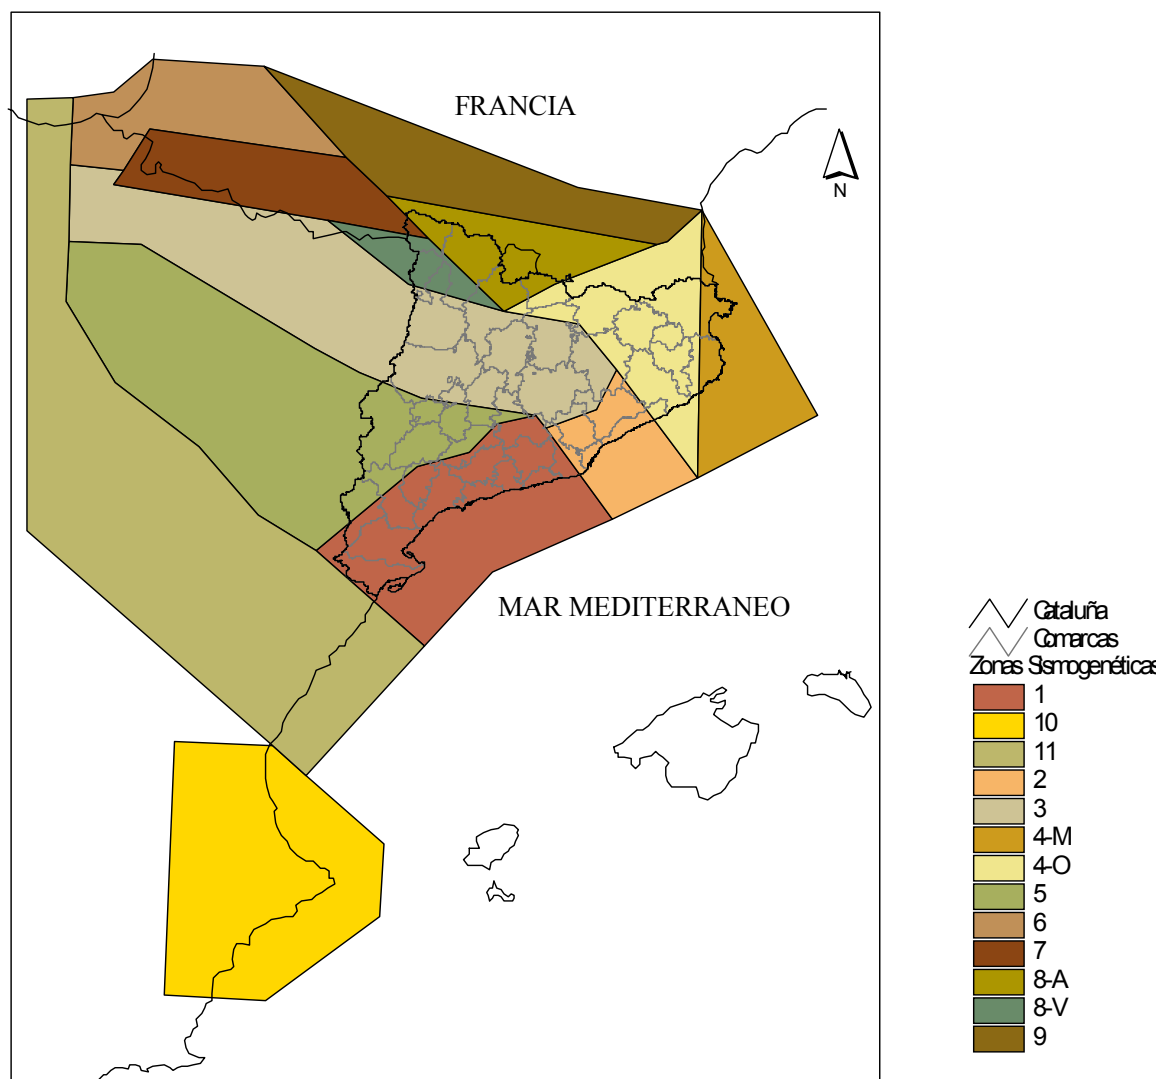 FRANCIA
N
MAR MEDITERRANEO
Cataluña
Comarcas
Zonas Sismogenéticas
1
10
11
2
3
4-M
4-O
5
6
7
8-A
8-V
9